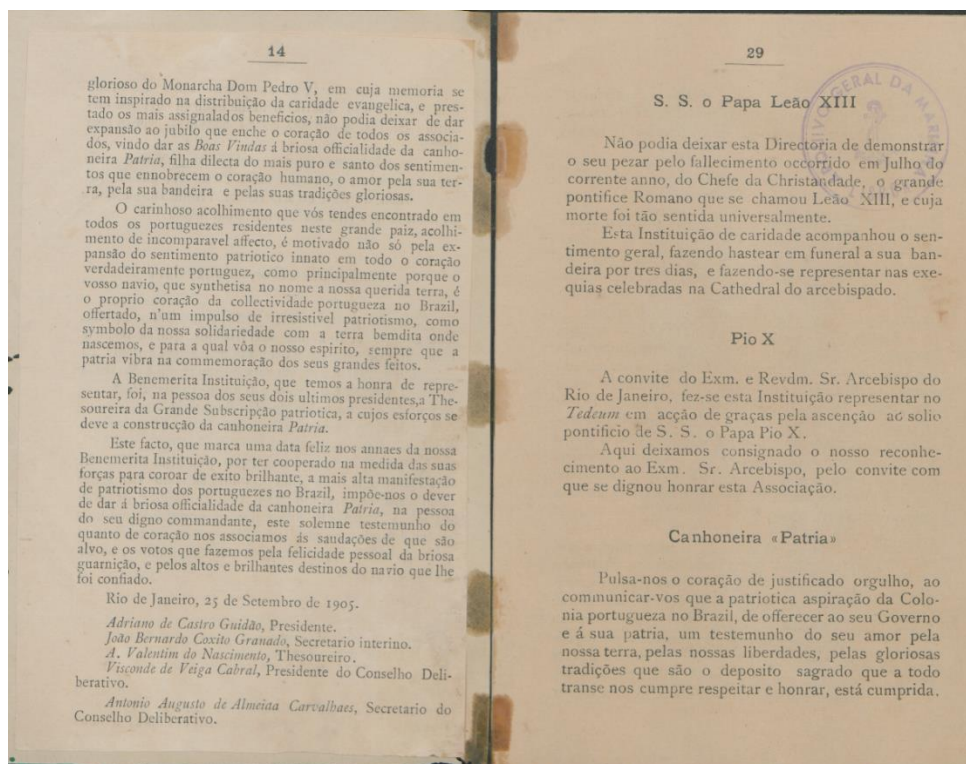 14
glorioso do Monarcha Dom Pedro V, em cuja memoria se
tem inspirado na distribuição da caridade evangelica, e pres-
tado os mais assignalados beneficios, não podia deixar de dar
expansão ao jubilo que enche o coração de todos os associa-
dos, vindo dar as Boas Vindas á briosa officialidade da canho-
neira Patria, filha dilecta do mais puro e santo dos sentimen-
tos que ennobrecem o coração humano, o amor pela sua ter-
ra, pela sua bandeira e pelas suas tradições gloriosas.
O carinhoso acolhimento que vós tendes encontrado em
todos os portuguezes residentes neste grande paiz, acolhi-
mento de incomparavel affecto, é motivado não só pela ex-
pansão do sentimento patriotico innato em todo o coração
verdadeiramente portuguez, como principalmente porque o
vosso navio, que synthetisa no nome a nossa querida terra, é
o proprio coração da collectividade portugueza no Brazil,
offertado, n'um impulso de irresistivel patriotismo, como
symbolo da nossa solidariedade com a terra bemdita onde
nascemos, e para a qual vôa o nosso espirito, sempre que a
patria vibra na commemoração dos seus grandes feitos.
A Benemerita Instituição, que temos a honra de repre-
sentar, foi, na pessoa dos seus dois ultimos presidentes,a The-
soureira da Grande Subscripção patriotica, a cujos esforços se
deve a construcção da canhoneira Patria.
Este facto, que marca uma data feliz nos annaes da nossa
Benemerita Instituição, por ter cooperado na medida das suas
forças para coroar de exito brilhante, a mais alta manifestação
de patriotismo dos portuguezes no Brazil, impõe-nos o dever
de dar á briosa officialidade da canhoneira Patria, na pessoa
do seu digno commandante, este solemne testemunho do
quanto de coração nos associamos ás saudações de que são
alvo, e os votos que fazemos pela felicidade pessoal da briosa
guarnição, e pelos altos e brilhantes destinos do navio que lhe
foi confiado.
Rio de Janeiro, 25 de Setembro de 1905.
Adriano de Castro Guidão, Presidente.
João Bernardo Coxito Granado, Secretario interino.
A. Valentim do Nascimento, Thesoureiro.
Visconde de Veiga Cabral, Presidente do Conselho Deli-
berativo.
Antonio Augusto de Almeida Carvalhaes, Secretario do
Conselho Deliberativo.
29
S. S. o Papa Leão XIII
Não podia deixar esta Directoria de demonstrar
o seu pezar pelo fallecimento occorrido em Julho do
corrente anno, do Chefe da Christandade, o grande
pontifice Romano que se chamou Leão XIII, e cuja
morte foi tão sentida universalmente.
Esta Instituição de caridade acompanhou o sen-
timento geral, fazendo hastear em funeral a sua ban-
deira por tres dias, e fazendo-se representar nas exe-
quias celebradas na Cathedral do arcebispado.
Pio X
A convite do Exm. e Revdm. Sr. Arcebispo do
Rio de Janeiro, fez-se esta Instituição representar no
Tedeum em acção de graças pela ascenção ao solio
pontificio de S. S. o Papa Pio X.
Aqui deixamos consignado o nosso reconhe-
cimento ao Exm. Sr. Arcebispo, pelo convite com
que se dignou honrar esta Associação.
Canhoneira «Patria»
Pulsa-nos o coração de justificado orgulho, ao
communicar-vos que a patriotica aspiração da Colo-
nia portugueza no Brazil, de offerecer ao seu Governo
e á sua patria, um testemunho do seu amor pela
nossa terra, pelas nossas liberdades, pelas gloriosas
tradições que são o deposito sagrado que a todo
transe nos cumpre respeitar e honrar, está cumprida.
GERAL DA MARINHA